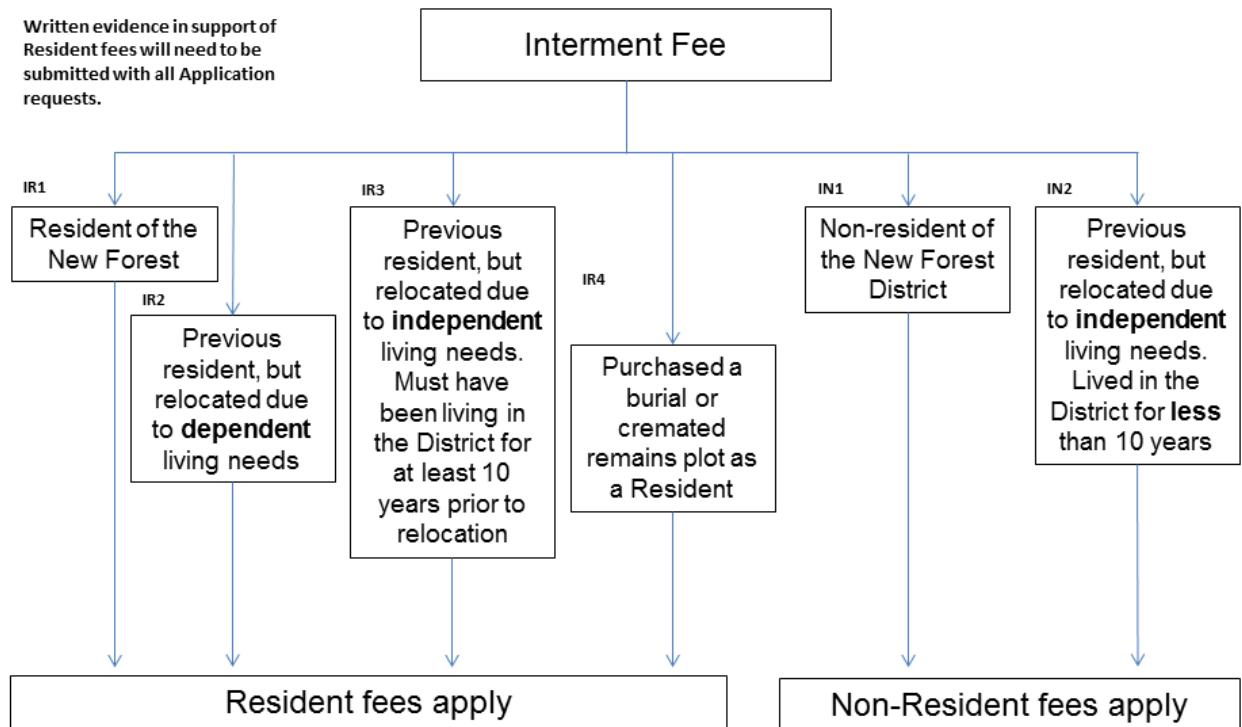 Written evidence in support of
Resident fees will need to be
submitted with all Application
requests.
Interment Fee
IR1
Resident of the
New Forest
IR2
Previous
resident, but
relocated due
to dependent
living needs
IR3
Previous
resident, but
relocated due
to independent
living needs.
Must have
been living in
the District for
at least 10
years prior to
relocation
IR4
Purchased a
burial or
cremated
remains plot as
a Resident
IN1
Non-resident of
the New Forest
District
IN2
Previous
resident, but
relocated due
to independent
living needs.
Lived in the
District for less
than 10 years
Resident fees apply
Non-Resident fees apply